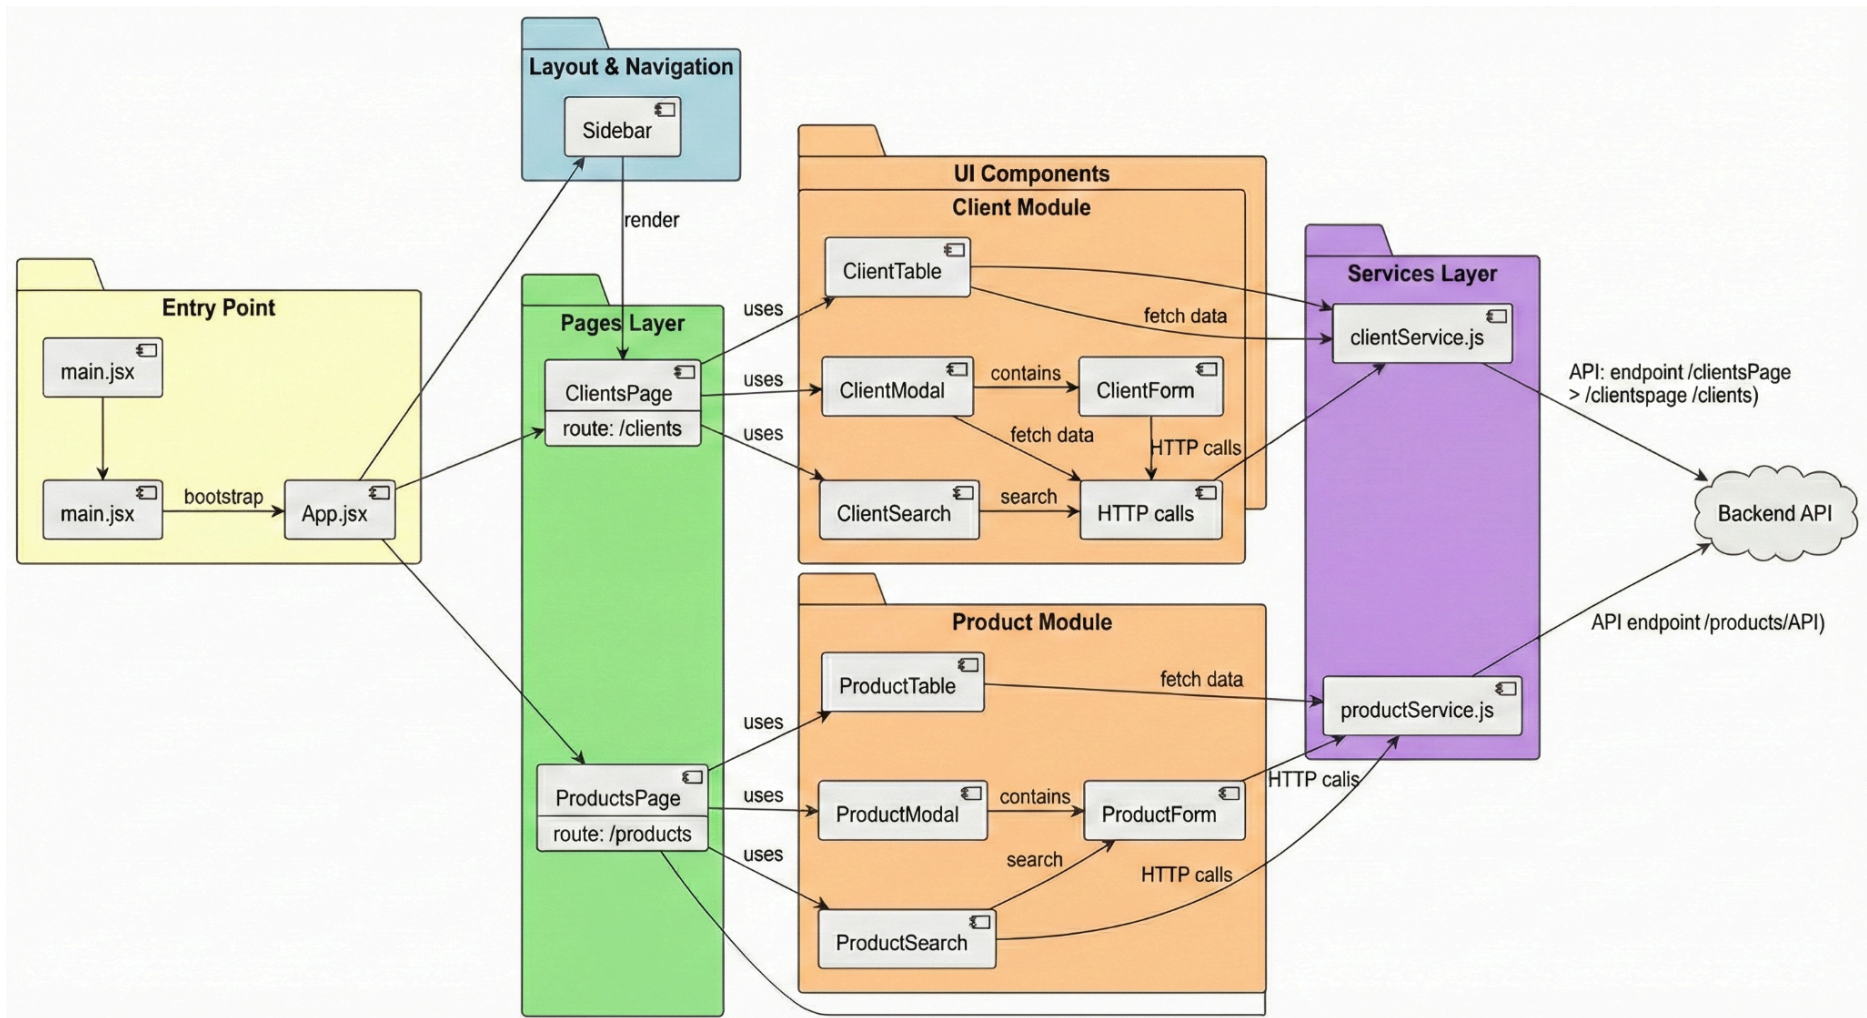 Layout & Navigation
Sidebar
render
Entry Point
main.jsx
main.jsx
bootstrap
App.jsx
Pages Layer
ClientsPage
route: /clients
ProductsPage
route: /products
uses
uses
uses
uses
uses
uses
UI Components
Client Module
ClientTable
fetch data
ClientModal
contains
ClientForm
fetch data
HTTP calls
ClientSearch
search
HTTP calls
Product Module
ProductTable
fetch data
ProductModal
contains
ProductForm
HTTP calls
search
HTTP calls
ProductSearch
Services Layer
clientService.js
productService.js
API: endpoint /clientsPage
> /clientspage /clients)
Backend API
API endpoint /products/API)